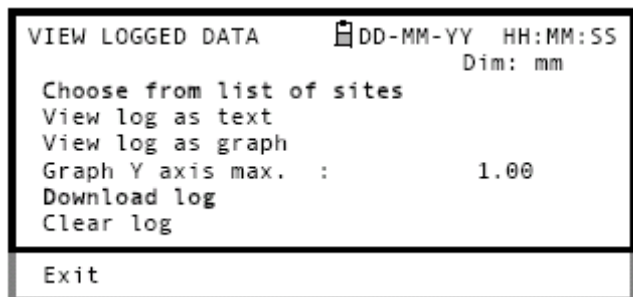 VIEW LOGGED DATA DD-MM-YY HH:MM:SS
Dim: mm
Choose from list of sites
View log as text
View log as graph
Graph Y axis max. : 1.00
Download log
Clear log
Exit